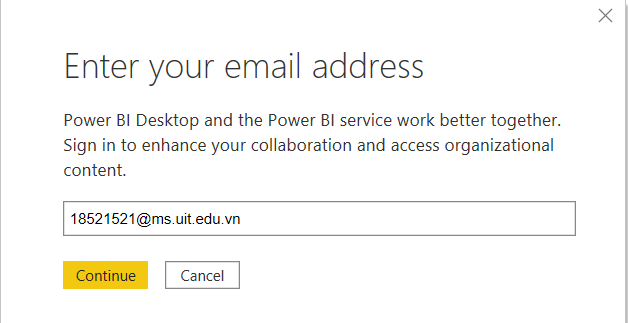 Enter your email address
Power BI Desktop and the Power BI service work better together.
Sign in to enhance your collaboration and access organizational
content.
18521521@ms.uit.edu.vn
Continue
Cancel